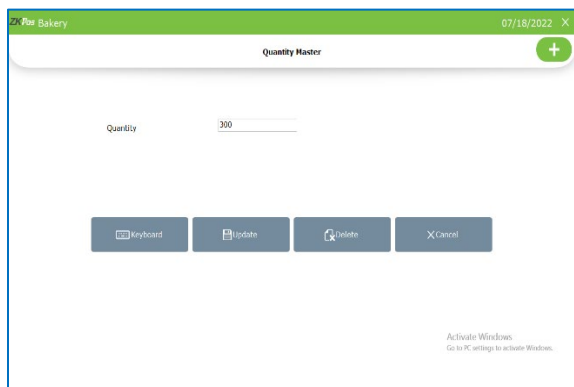 ZKPos Bakery 07/18/2022 X
Quantity Master
+
Quantity 300
Keyboard Update Delete Cancel
Activate Windows
Go to PC settings to activate Windows.